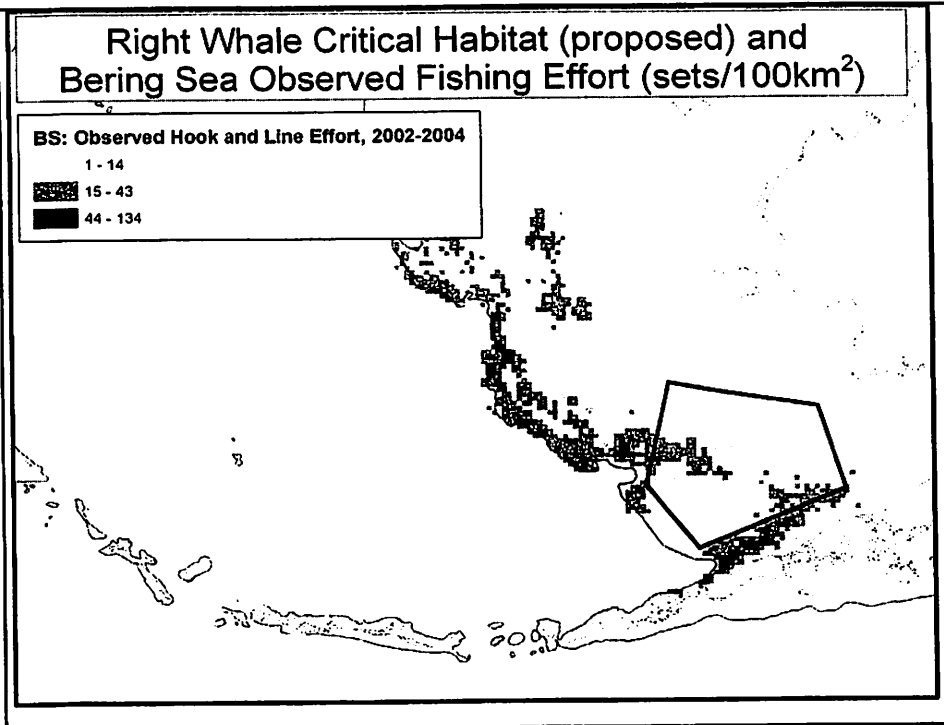 Right Whale Critical Habitat (proposed) and
Bering Sea Observed Fishing Effort (sets/100km²)
BS: Observed Hook and Line Effort, 2002-2004
1 - 14
15 - 43
44 - 134